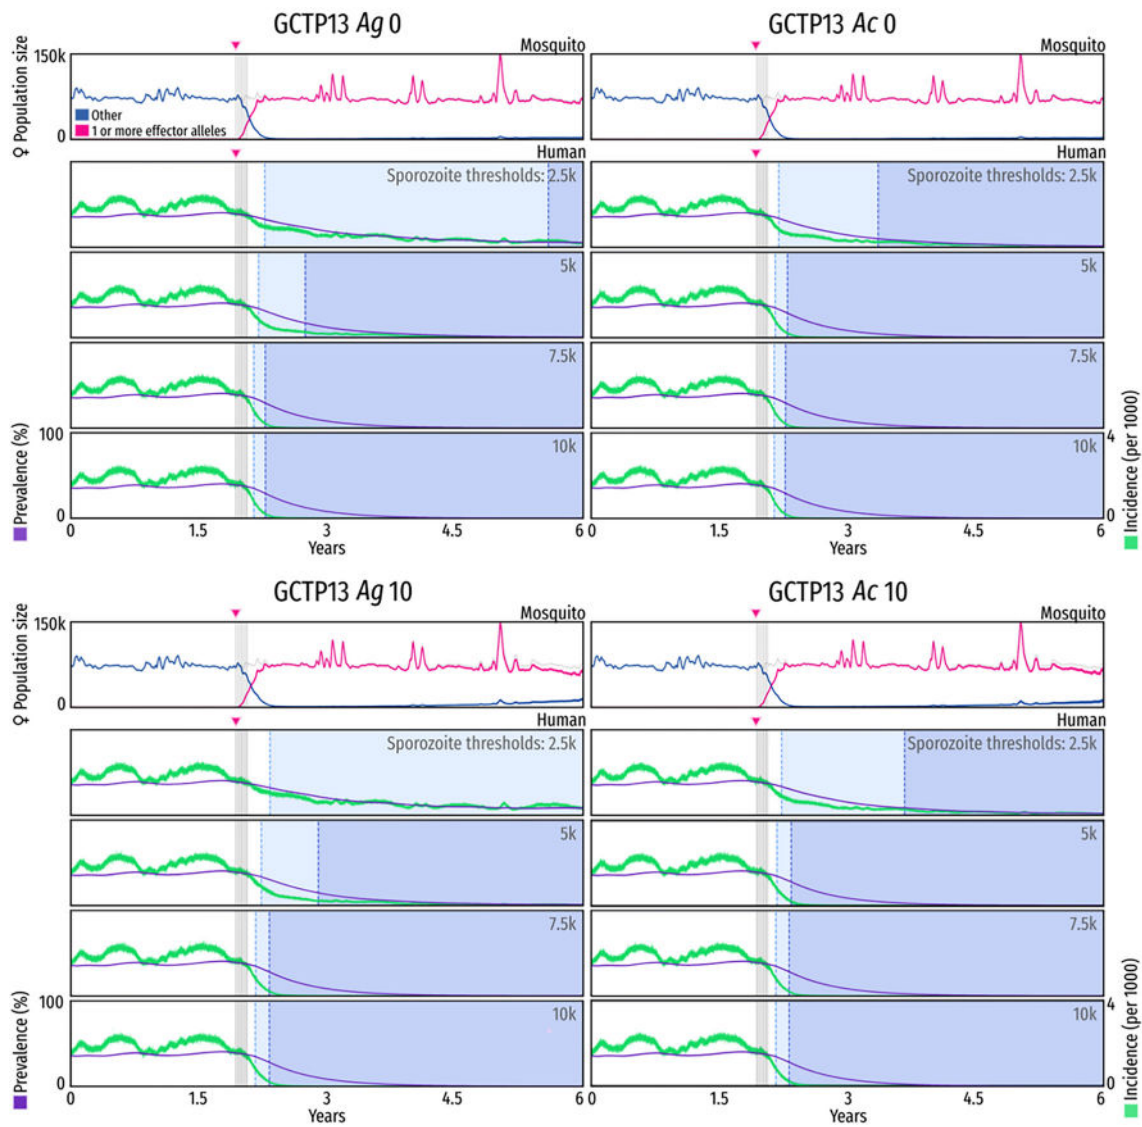 GCTP13 Ag 0
GCTP13 Ac 0
Mosquito
Mosquito
♀ Population size
150k
0
Other
1 or more effector alleles
Human
Human
Sporozoite thresholds: 2.5k
Sporozoite thresholds: 2.5k
5k
5k
7.5k
7.5k
10k
10k
Prevalence (%)
100
0
4
0
Incidence (per 1000)
0 1.5 3 4.5 6
0 1.5 3 4.5 6
Years
Years
GCTP13 Ag 10
GCTP13 Ac 10
Mosquito
Mosquito
♀ Population size
150k
0
Human
Human
Sporozoite thresholds: 2.5k
Sporozoite thresholds: 2.5k
5k
5k
7.5k
7.5k
10k
10k
Prevalence (%)
100
0
4
0
Incidence (per 1000)
0 1.5 3 4.5 6
0 1.5 3 4.5 6
Years
Years